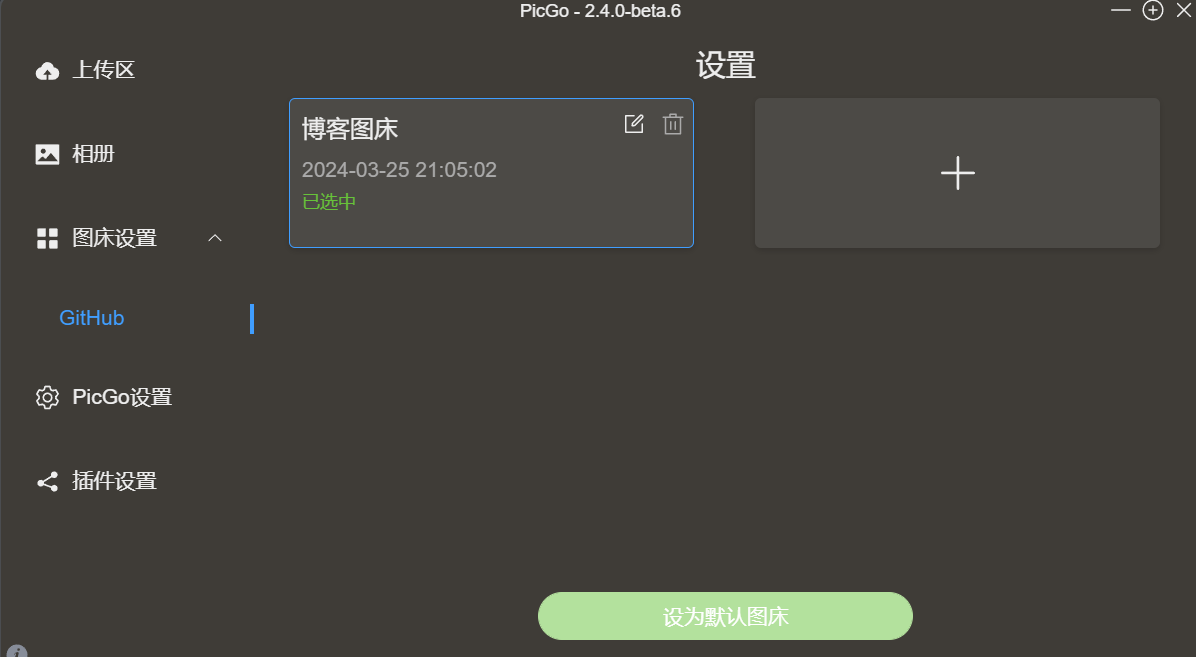 PicGo - 2.4.0-beta.6
上传区
相册
图床设置
GitHub
PicGo设置
插件设置
设置
博客图床
2024-03-25 21:05:02
已选中
设为默认图床